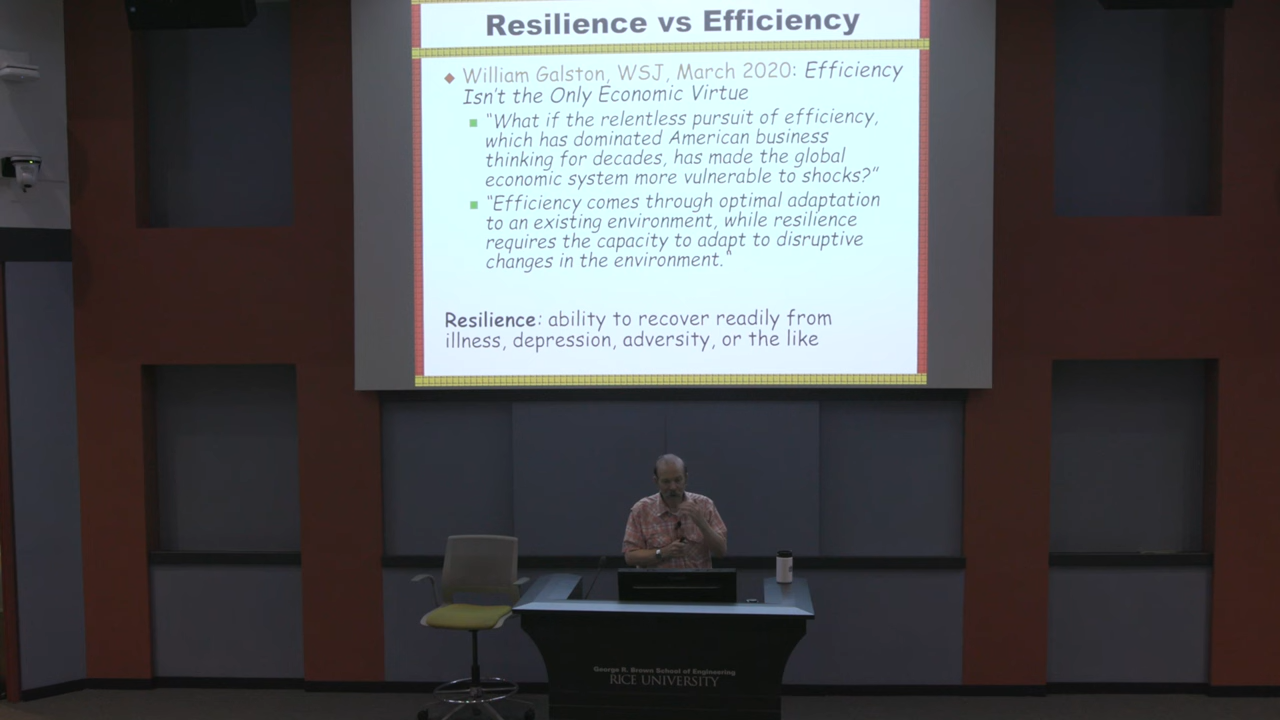 Resilience vs Efficiency
William Galston, WSJ, March 2020: Efficiency
Isn't the Only Economic Virtue
"What if the relentless pursuit of efficiency,
which has dominated American business
thinking for decades, has made the global
economic system more vulnerable to shocks?"
"Efficiency comes through optimal adaptation
to an existing environment, while resilience
requires the capacity to adapt to disruptive
changes in the environment."
Resilience: ability to recover readily from
illness, depression, adversity, or the like
George R. Brown School of Engineering
RICE UNIVERSITY